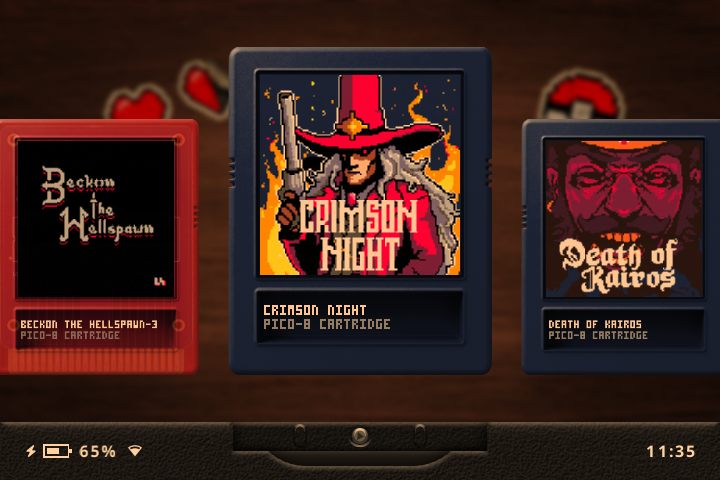 Beckon
the
Hellspawn
BECKON THE HELLSPAWN-3
PICO-8 CARTRIDGE
CRIMSON
NIGHT
CRIMSON NIGHT
PICO-8 CARTRIDGE
Death of
Kairos
DEATH OF KAIROS
PICO-8 CARTRIDGE
65%
11:35